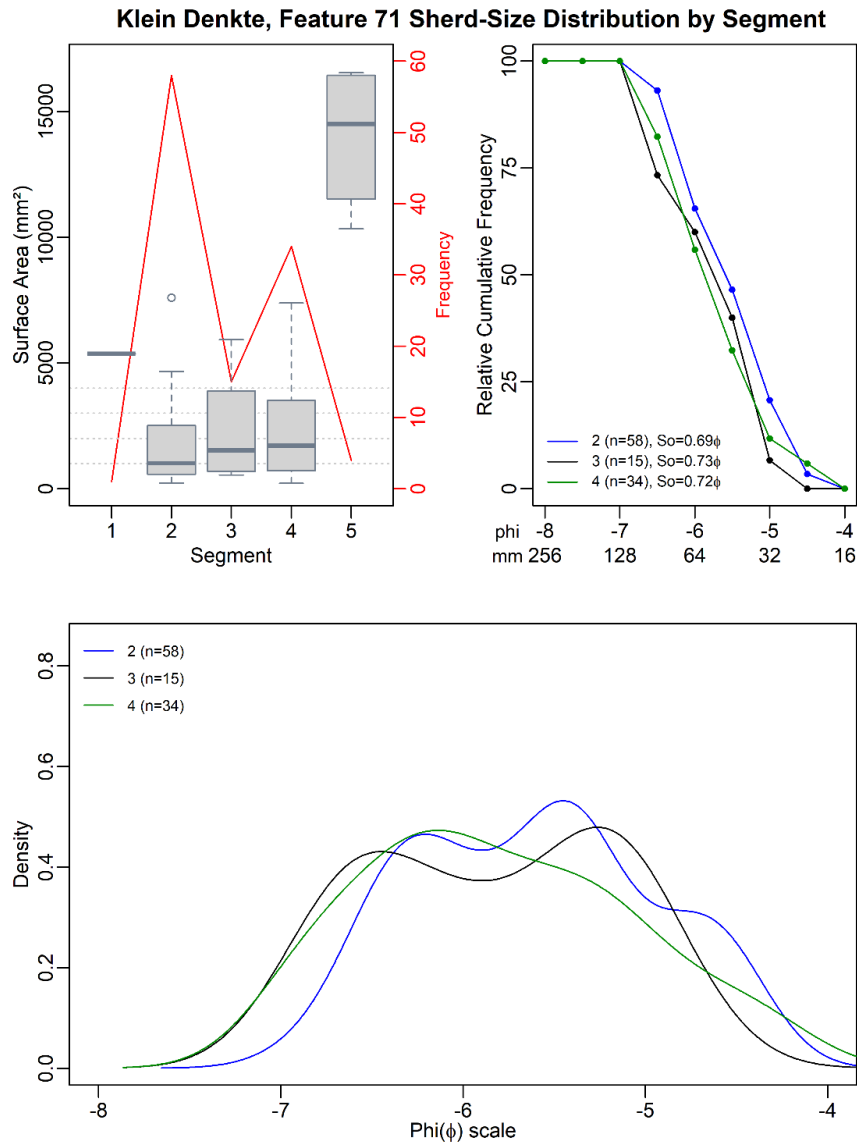 Klein Denkte, Feature 71 Sherd-Size Distribution by Segment
Surface Area (mm²)
15000
10000
5000
0
60
50
40
30
20
10
0
Frequency
1 2 3 4 5
Segment
Relative Cumulative Frequency
100
75
50
25
0
2 (n=58), So=0.69ϕ
3 (n=15), So=0.73ϕ
4 (n=34), So=0.72ϕ
phi -8 -7 -6 -5 -4
mm 256 128 64 32 16
Density
0.8
0.6
0.4
0.2
0.0
2 (n=58)
3 (n=15)
4 (n=34)
-8 -7 -6 -5 -4
Phi(ϕ) scale